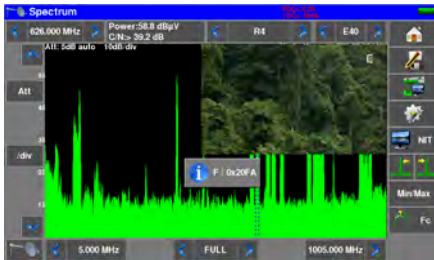 Spectrum
626.000 MHz
Power:58.8 dBµV
C/N:> 39.2 dB
R4
E40
Att: 5dB auto 10dB/div
Att
/div
F | 0x20FA
NIT
Min/Max
Fc
5.000 MHz
FULL
1005.000 MHz